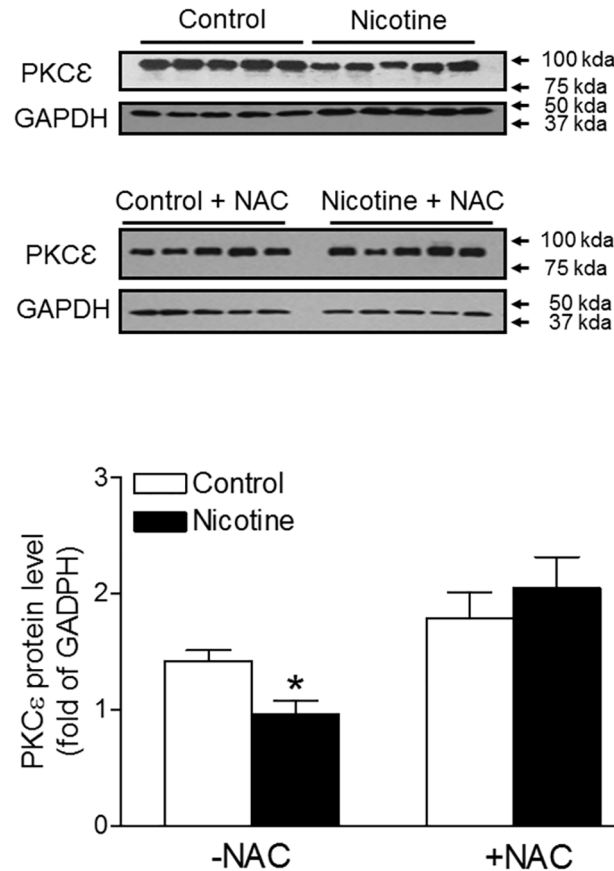 Control Nicotine
PKCε
100 kda
75 kda
GAPDH
50 kda
37 kda
Control + NAC Nicotine + NAC
PKCε
100 kda
75 kda
GAPDH
50 kda
37 kda
PKCε protein level
(fold of GADPH)
3
2
1
0
Control
Nicotine
*
-NAC +NAC